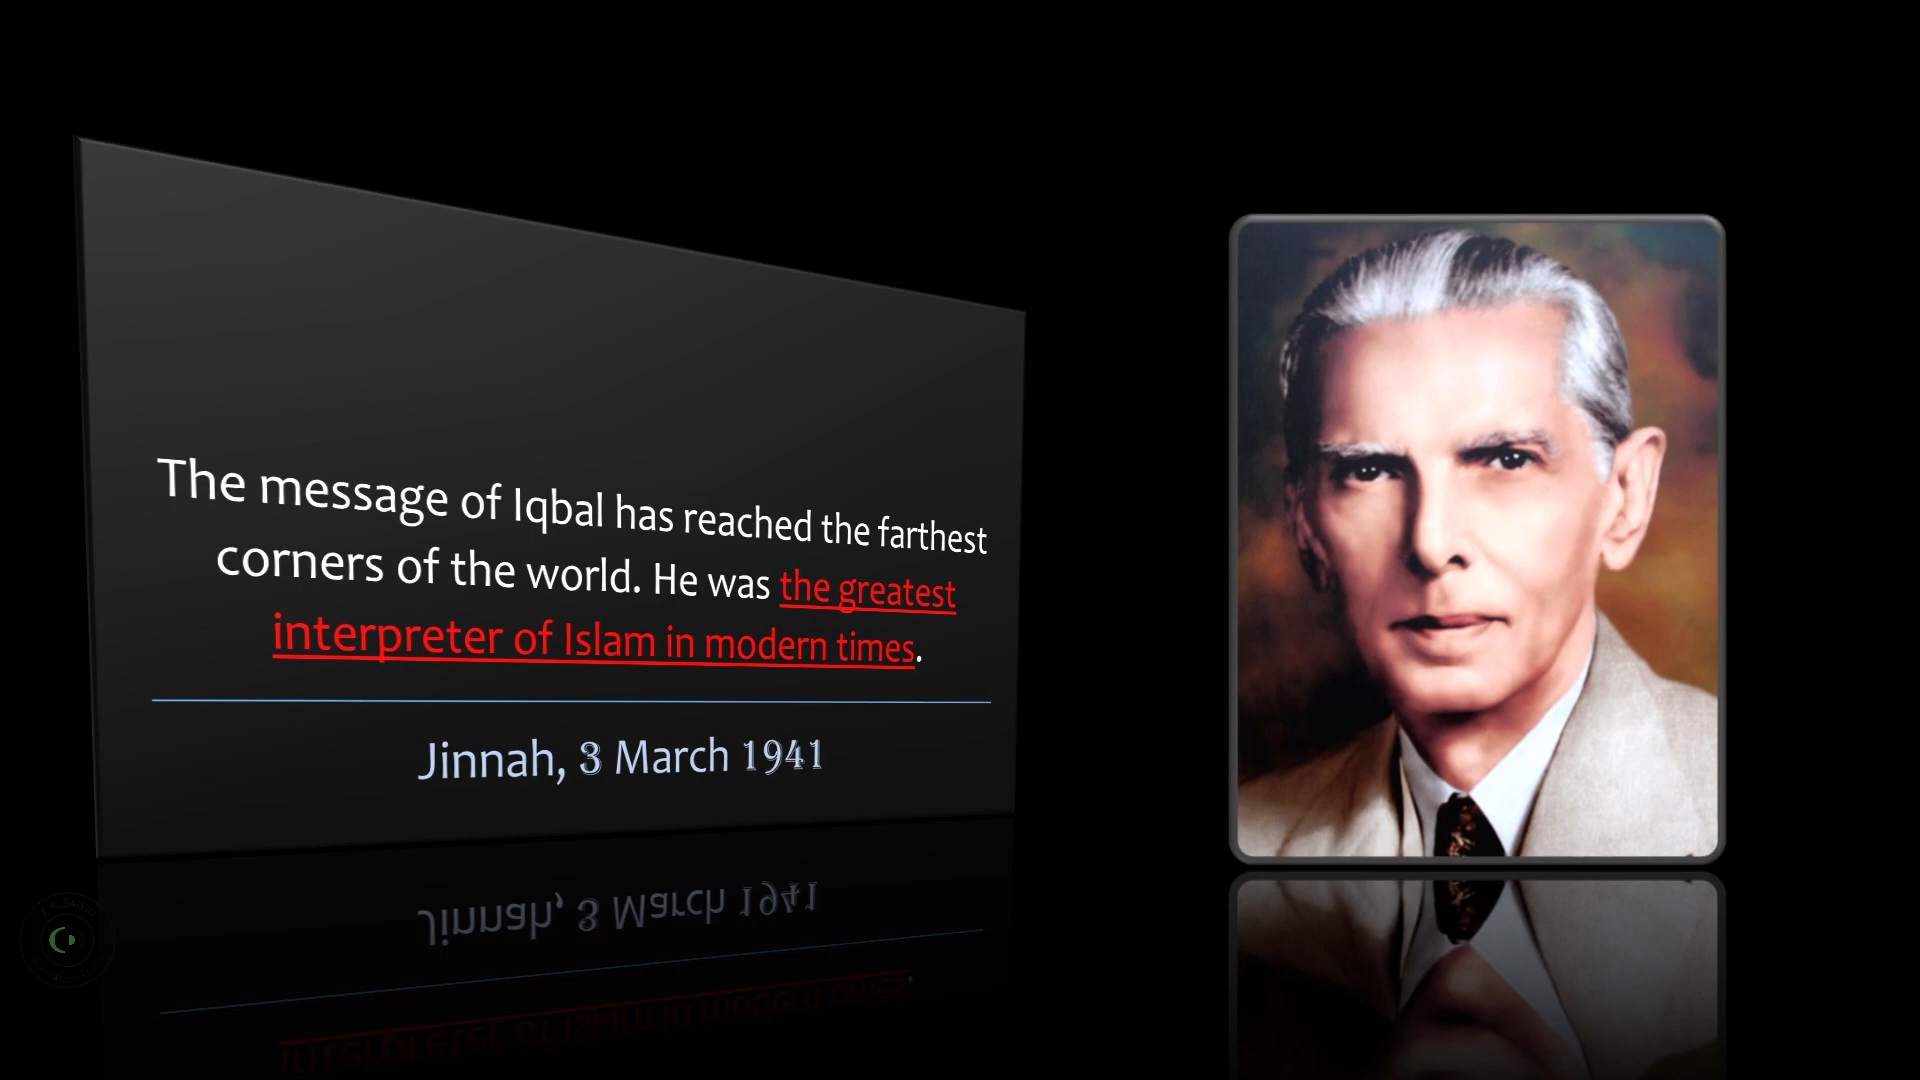 The message of Iqbal has reached the farthest
corners of the world. He was the greatest
interpreter of Islam in modern times.
Jinnah, 3 March 1941